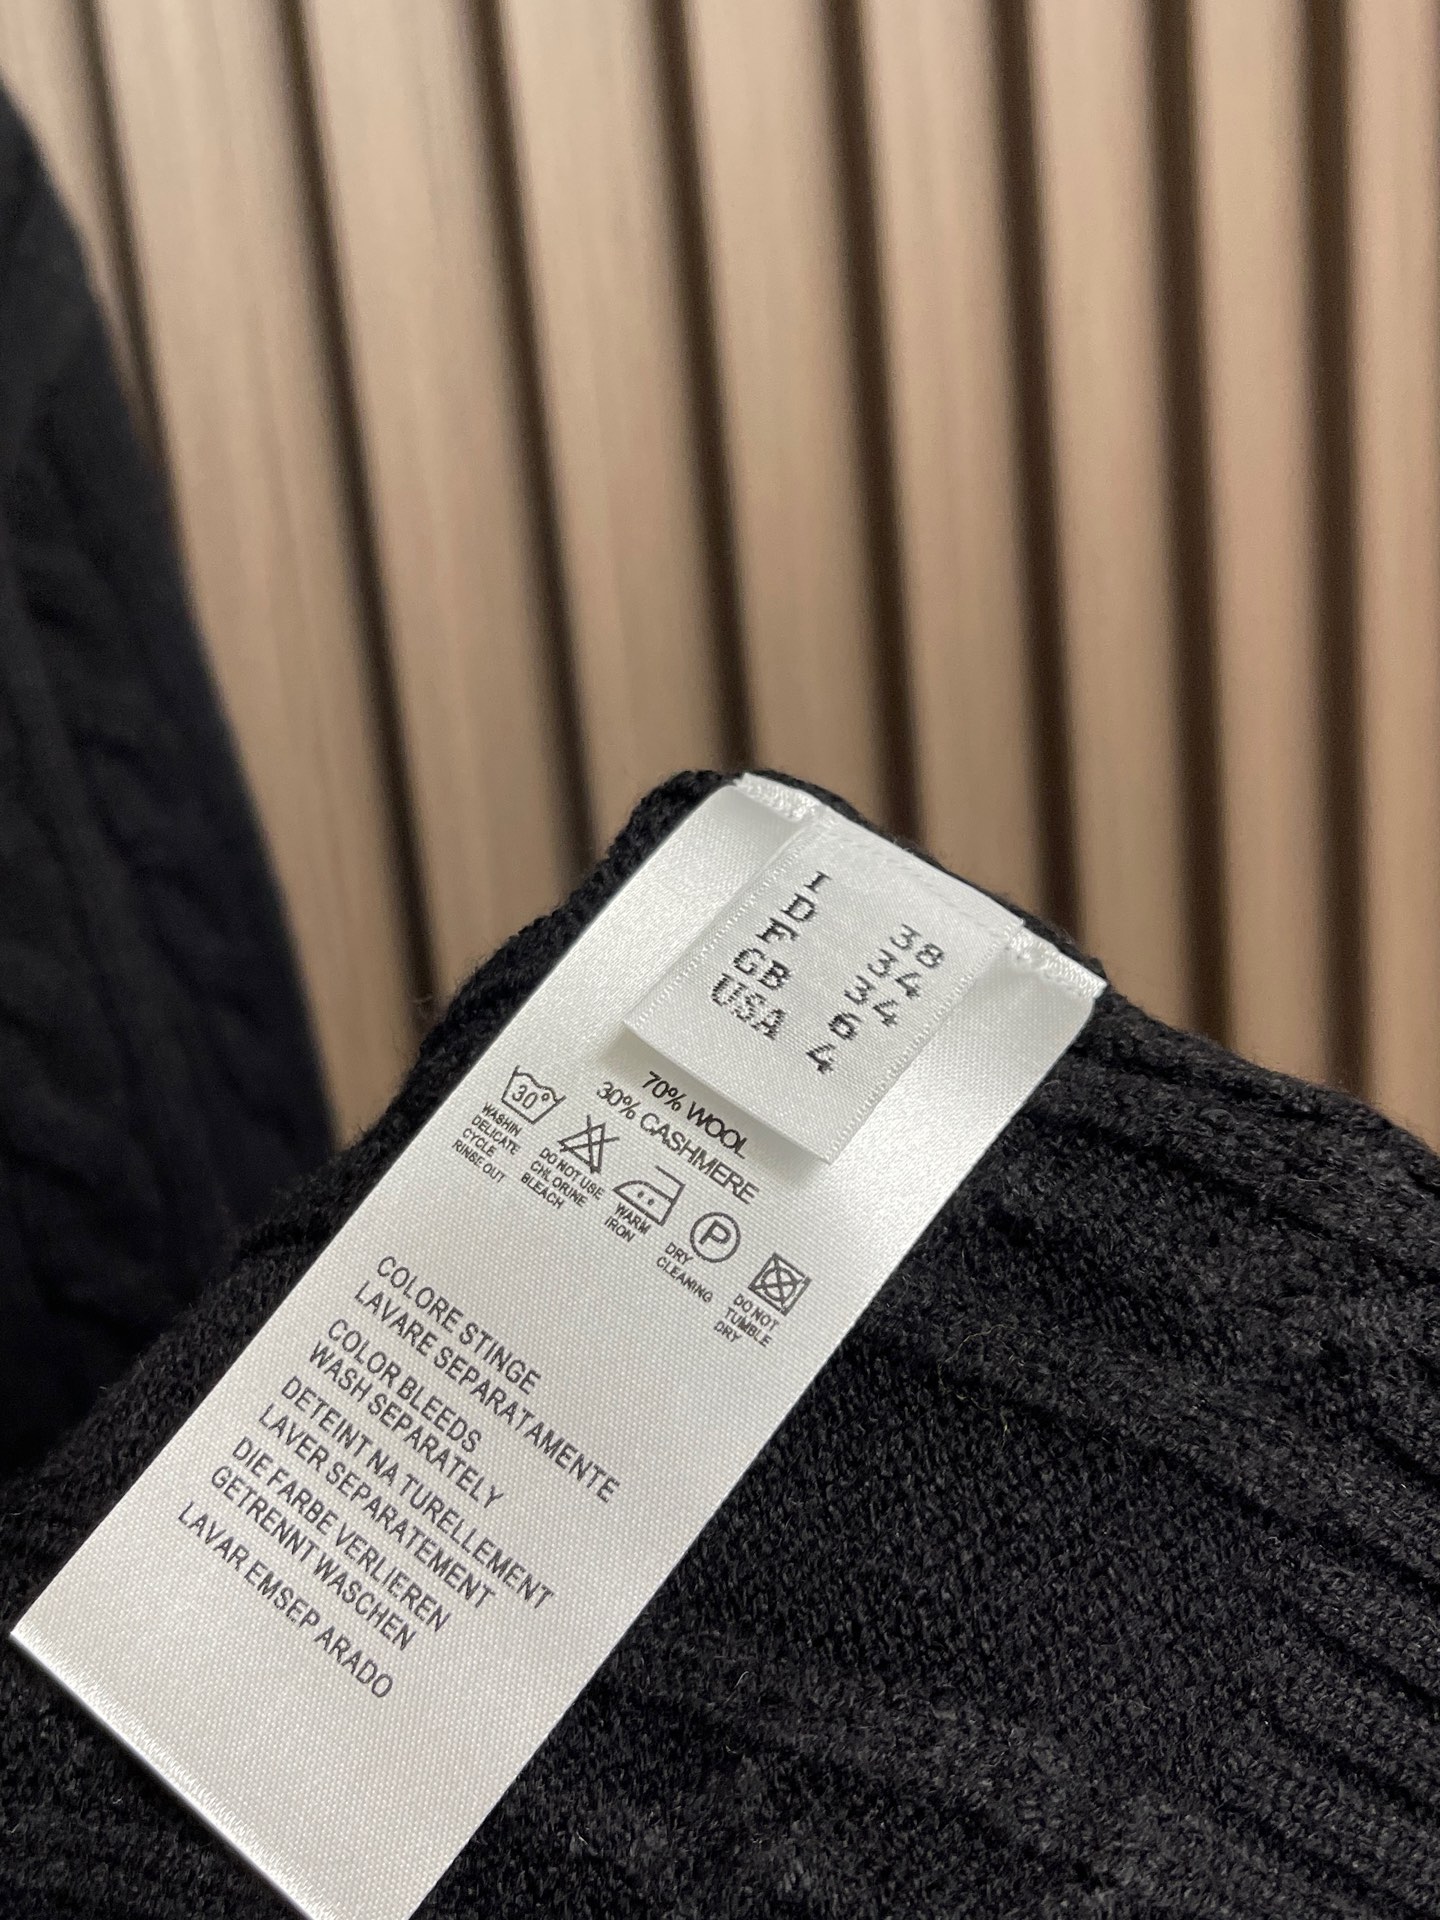 I 38
D 34
F 34
GB 6
USA 4
70% WOOL
30% CASHMERE
30°
WASHIN
DELICATE
CYCLE
RINSE OUT
DO NOT USE
CHLORINE
BLEACH
WARM
IRON
P
DRY
CLEANING
DO NOT
TUMBLE
DRY
COLORE STINGE
LAVARE SEPARATAMENTE
COLOR BLEEDS
WASH SEPARATELY
DETEINT NA TURELLEMENT
LAVER SEPAREMENT
DIE FARBE VERLIEREN
GETRENNT WASCHEN
LAVAR EMSEP ARADO